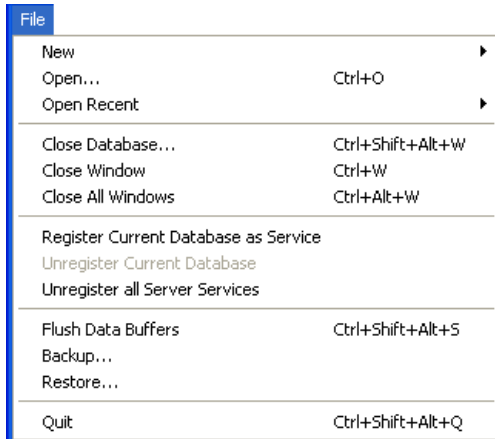 File
New
Open... Ctrl+O
Open Recent
Close Database... Ctrl+Shift+Alt+W
Close Window Ctrl+W
Close All Windows Ctrl+Alt+W
Register Current Database as Service
Unregister Current Database
Unregister all Server Services
Flush Data Buffers Ctrl+Shift+Alt+S
Backup...
Restore...
Quit Ctrl+Shift+Alt+Q